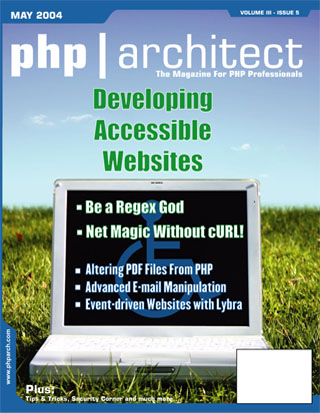 MAY 2004
VOLUME III - ISSUE 5
php|architect
The Magazine For PHP Professionals
Developing
Accessible
Websites
Be a Regex God
Net Magic Without cURL!
Altering PDF Files From PHP
Advanced E-mail Manipulation
Event-driven Websites with Lybra
www.phparch.com
Plus:
Tips & Tricks, Security Corner and much more...